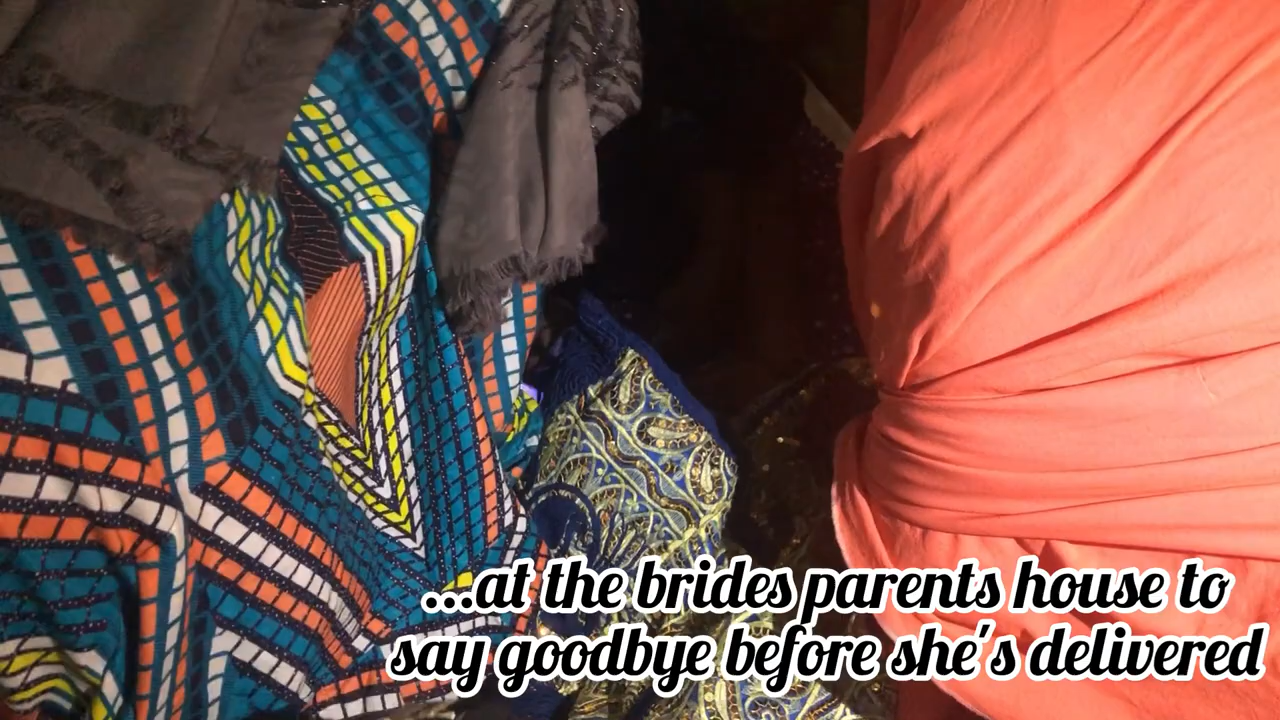 ...at the brides parents house to
say goodbye before she's delivered